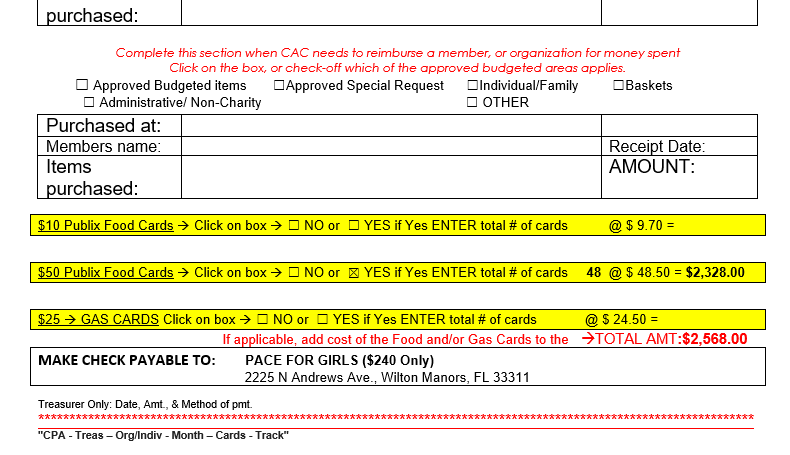 purchased:
Complete this section when CAC needs to reimburse a member, or organization for money spent
Click on the box, or check-off which of the approved budgeted areas applies.
☐ Approved Budgeted items ☐Approved Special Request ☐Individual/Family ☐Baskets
☐ Administrative/ Non-Charity ☐ OTHER
Purchased at:
Members name: Receipt Date:
Items AMOUNT:
purchased:
$10 Publix Food Cards → Click on box → ☐ NO or ☐ YES if Yes ENTER total # of cards @ $ 9.70 =
$50 Publix Food Cards → Click on box → ☐ NO or ☒ YES if Yes ENTER total # of cards 48 @ $ 48.50 = $2,328.00
$25 → GAS CARDS Click on box → ☐ NO or ☐ YES if Yes ENTER total # of cards @ $ 24.50 =
If applicable, add cost of the Food and/or Gas Cards to the →TOTAL AMT:$2,568.00
MAKE CHECK PAYABLE TO: PACE FOR GIRLS ($240 Only)
2225 N Andrews Ave., Wilton Manors, FL 33311
Treasurer Only: Date, Amt., & Method of pmt.
************************************************************************************************************************
"CPA - Treas – Org/Indiv - Month – Cards - Track"